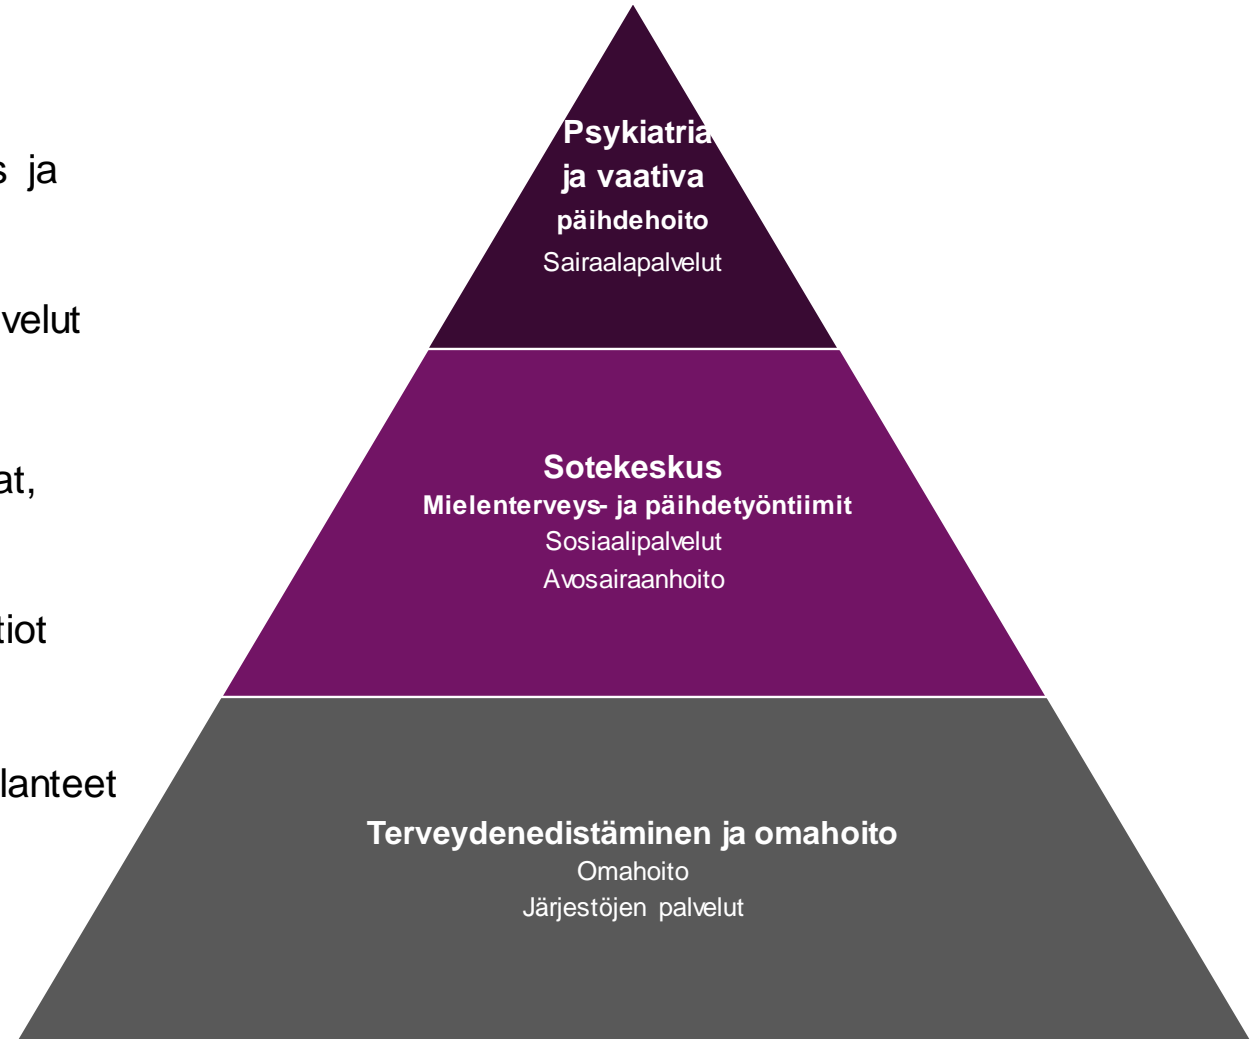 s ja
velut
at,
tiot
lanteet
Psykiatria
ja vaativa
päihdehoito
Sairaalapalvelut
Sotekeskus
Mielenterveys- ja päihdetyöntiimit
Sosiaalipalvelut
Avosairaanhoito
Terveydenedistäminen ja omahoito
Omahoito
Järjestöjen palvelut